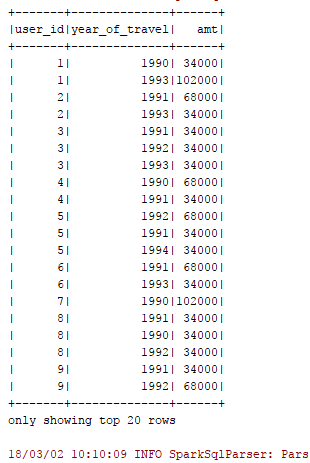 +-------+--------------+------+
|user_id|year_of_travel|   amt|
+-------+--------------+------+
|      1|          1990| 34000|
|      1|          1993|102000|
|      2|          1991| 68000|
|      2|          1993| 34000|
|      3|          1991| 34000|
|      3|          1992| 34000|
|      3|          1993| 34000|
|      4|          1990| 68000|
|      4|          1991| 34000|
|      5|          1992| 68000|
|      5|          1991| 34000|
|      5|          1994| 34000|
|      6|          1991| 68000|
|      6|          1993| 34000|
|      7|          1990|102000|
|      8|          1991| 34000|
|      8|          1990| 34000|
|      8|          1992| 34000|
|      9|          1991| 34000|
|      9|          1992| 68000|
+-------+--------------+------+
only showing top 20 rows
18/03/02 10:10:09 INFO SparkSqlParser: Pars